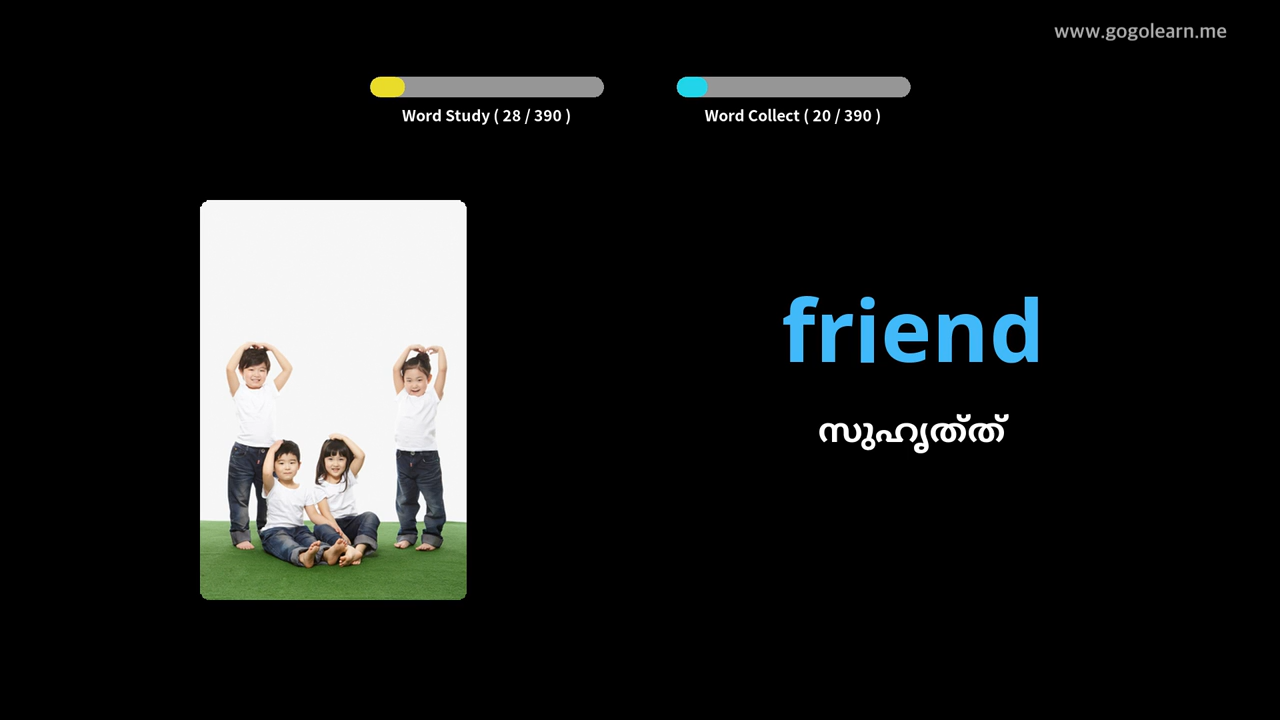 www.gogolearn.me
Word Study ( 28 / 390 )
Word Collect ( 20 / 390 )
friend
സുഹൃത്ത്